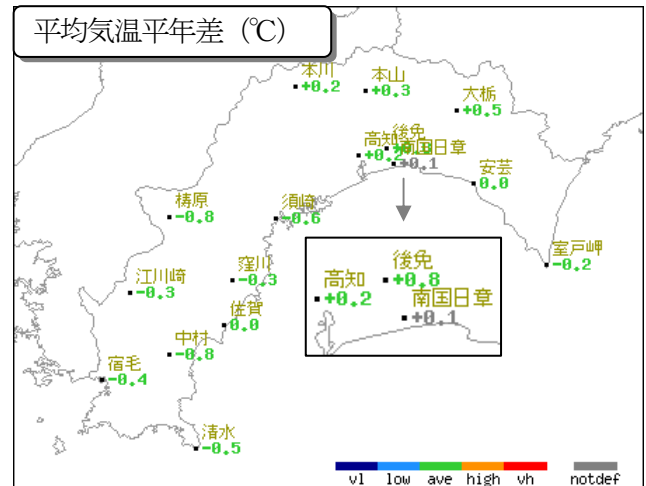 平均気温平年差（℃）
本川
+0.2
本山
+0.3
大栃
+0.5
高知
+0.2
後免
南国日章
+0.1
安芸
0.0
梼原
-0.8
須崎
-0.6
室戸岬
-0.2
江川崎
-0.3
窪川
-0.3
佐賀
0.0
中村
-0.8
宿毛
-0.4
清水
-0.5
後免
+0.8
高知
+0.2
南国日章
+0.1
vl low ave high vh notdef